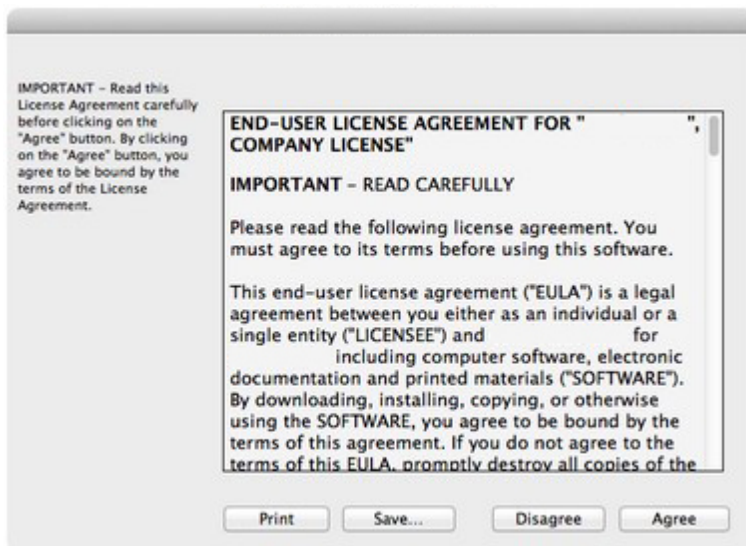 IMPORTANT - Read this
License Agreement carefully
before clicking on the
"Agree" button. By clicking
on the "Agree" button, you
agree to be bound by the
terms of the License
Agreement.
END-USER LICENSE AGREEMENT FOR " ",
COMPANY LICENSE"
IMPORTANT - READ CAREFULLY
Please read the following license agreement. You
must agree to its terms before using this software.
This end-user license agreement ("EULA") is a legal
agreement between you either as an individual or a
single entity ("LICENSEE") and for
including computer software, electronic
documentation and printed materials ("SOFTWARE").
By downloading, installing, copying, or otherwise
using the SOFTWARE, you agree to be bound by the
terms of this agreement. If you do not agree to the
terms of this EULA, promptly destroy all copies of the
Print Save... Disagree Agree